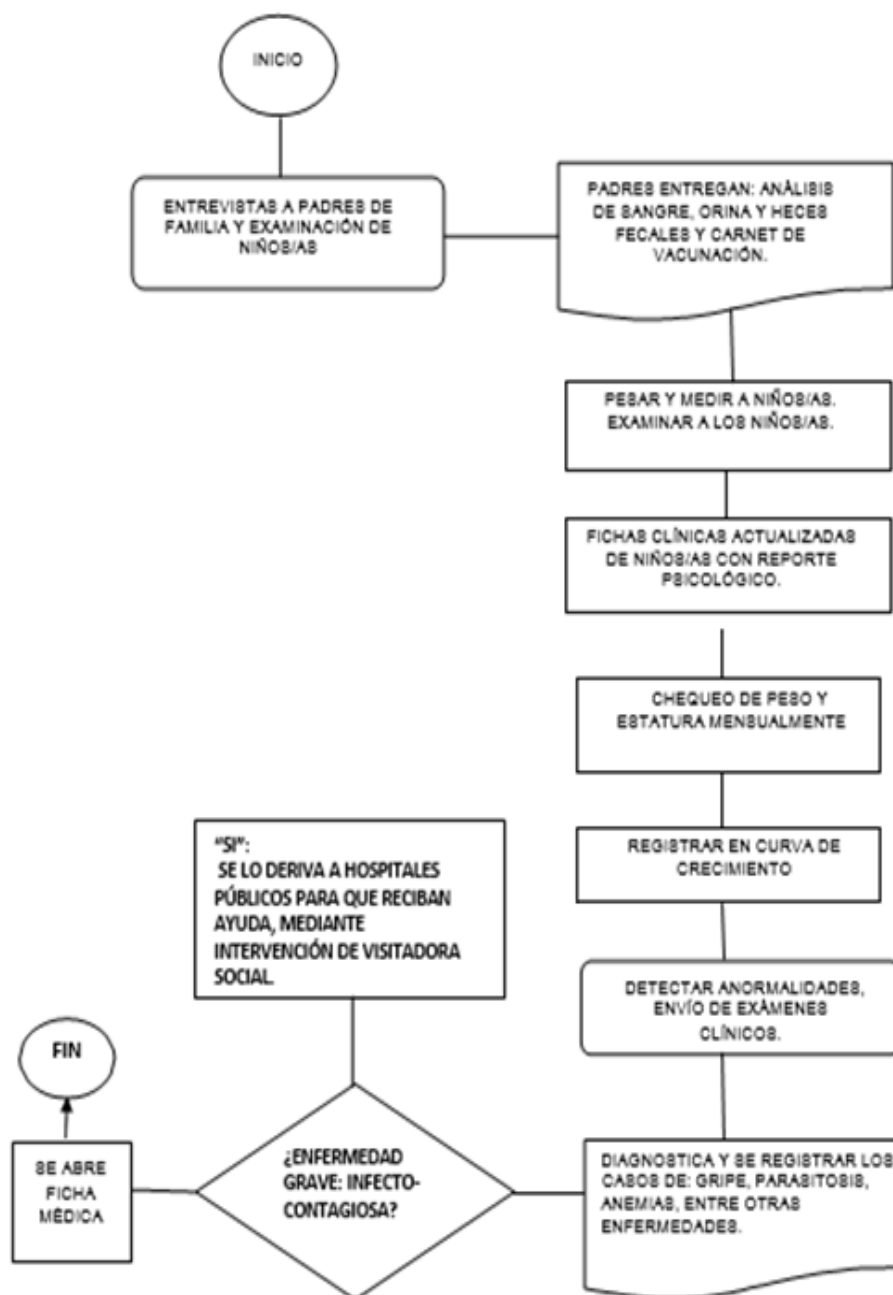 INICIO
ENTREVISTAS A PADRES DE
FAMILIA Y EXAMINACIÓN DE
NIÑOS/AS
PADRES ENTREGAN: ANÁLISIS
DE SANGRE, ORINA Y HECES
FECALES Y CARNET DE
VACUNACIÓN.
PESAR Y MEDIR A NIÑOS/AS.
EXAMINAR A LOS NIÑOS/AS.
FICHAS CLÍNICAS ACTUALIZADAS
DE NIÑOS/AS CON REPORTE
PSICOLÓGICO.
CHEQUEO DE PESO Y
ESTATURA MENSUALMENTE
REGISTRAR EN CURVA DE
CRECIMIENTO
DETECTAR ANORMALIDADES,
ENVÍO DE EXÁMENES
CLÍNICOS.
DIAGNOSTICA Y SE REGISTRAR LOS
CASOS DE: GRIPE, PARASITOSIS,
ANEMIAS, ENTRE OTRAS
ENFERMEDADES.
¿ENFERMEDAD
GRAVE: INFECTO-
CONTAGIOSA?
"SI":
SE LO DERIVA A HOSPITALES
PÚBLICOS PARA QUE RECIBAN
AYUDA, MEDIANTE
INTERVENCIÓN DE VISITADORA
SOCIAL.
SE ABRE
FICHA
MÉDICA
FIN